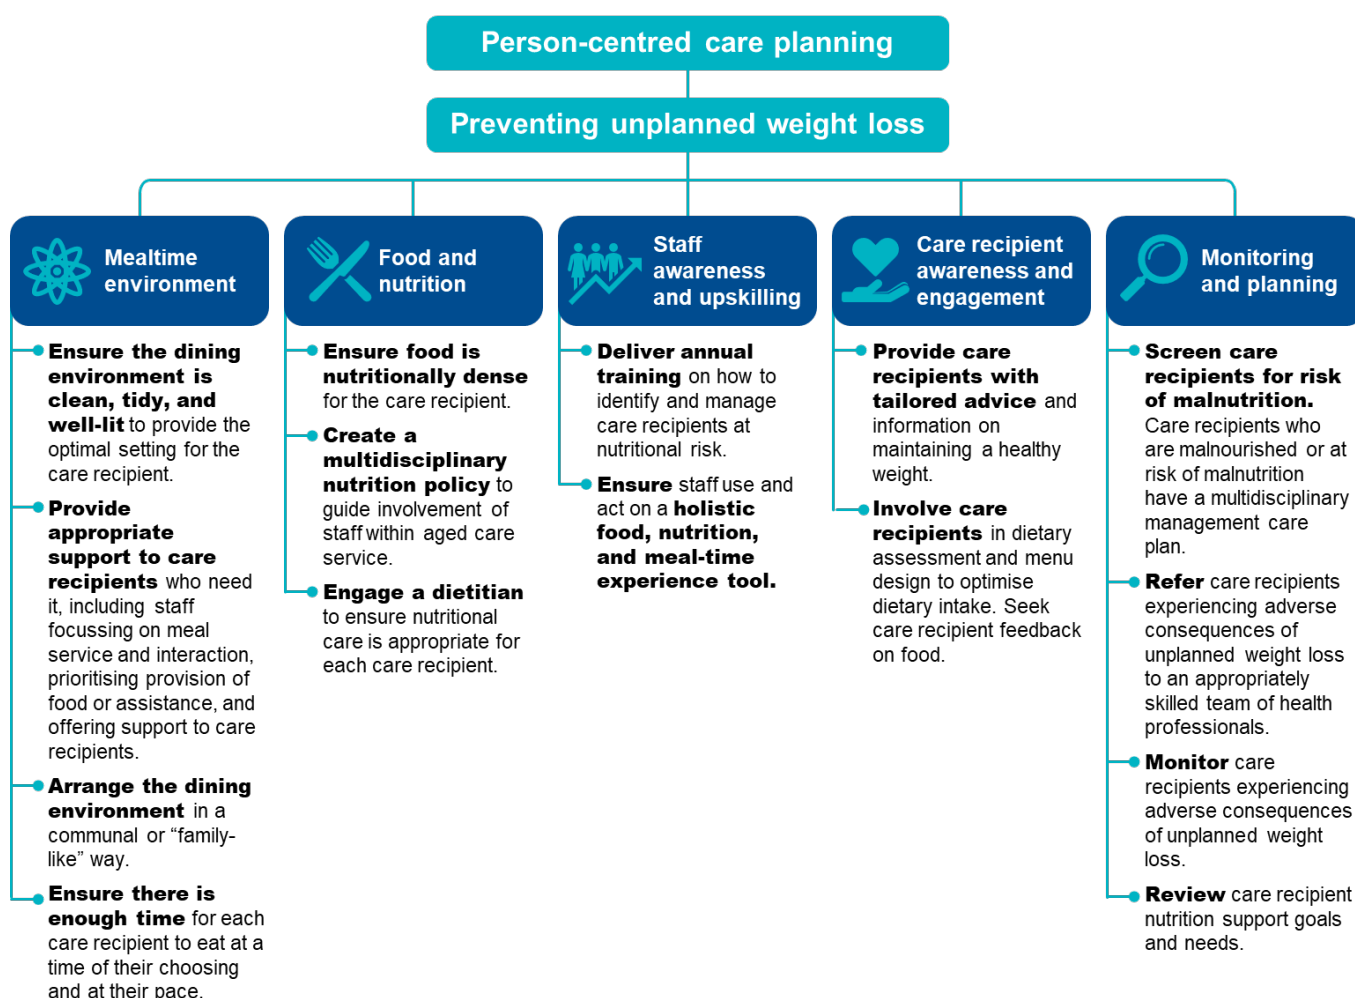 Person-centred care planning
Preventing unplanned weight loss
Mealtime
environment
Ensure the dining
environment is
clean, tidy, and
well-lit to provide the
optimal setting for the
care recipient.
Provide
appropriate
support to care
recipients who need
it, including staff
focussing on meal
service and interaction,
prioritising provision of
food or assistance, and
offering support to care
recipients.
Arrange the dining
environment in a
communal or “family-
like” way.
Ensure there is
enough time for each
care recipient to eat at a
time of their choosing
and at their pace.
Food and
nutrition
Ensure food is
nutritionally dense
for the care recipient.
Create a
multidisciplinary
nutrition policy to
guide involvement of
staff within aged care
service.
Engage a dietitian
to ensure nutritional
care is appropriate for
each care recipient.
Staff
awareness
and upskilling
Deliver annual
training on how to
identify and manage
care recipients at
nutritional risk.
Ensure staff use and
act on a holistic
food, nutrition,
and meal-time
experience tool.
Care recipient
awareness and
engagement
Provide care
recipients with
tailored advice and
information on
maintaining a healthy
weight.
Involve care
recipients in dietary
assessment and menu
design to optimise
dietary intake. Seek
care recipient feedback
on food.
Monitoring
and planning
Screen care
recipients for risk
of malnutrition.
Care recipients who
are malnourished or at
risk of malnutrition
have a multidisciplinary
management care
plan.
Refer care recipients
experiencing adverse
consequences of
unplanned weight loss
to an appropriately
skilled team of health
professionals.
Monitor care
recipients experiencing
adverse consequences
of unplanned weight
loss.
Review care recipient
nutrition support goals
and needs.